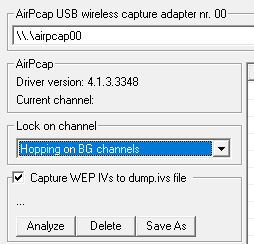 AirPcap USB wireless capture adapter nr. 00
\\.\airpcap00
AirPcap
Driver version: 4.1.3.3348
Current channel:
Lock on channel
Hopping on BG channels
Capture WEP IVs to dump.ivs file
...
Analyze Delete Save As